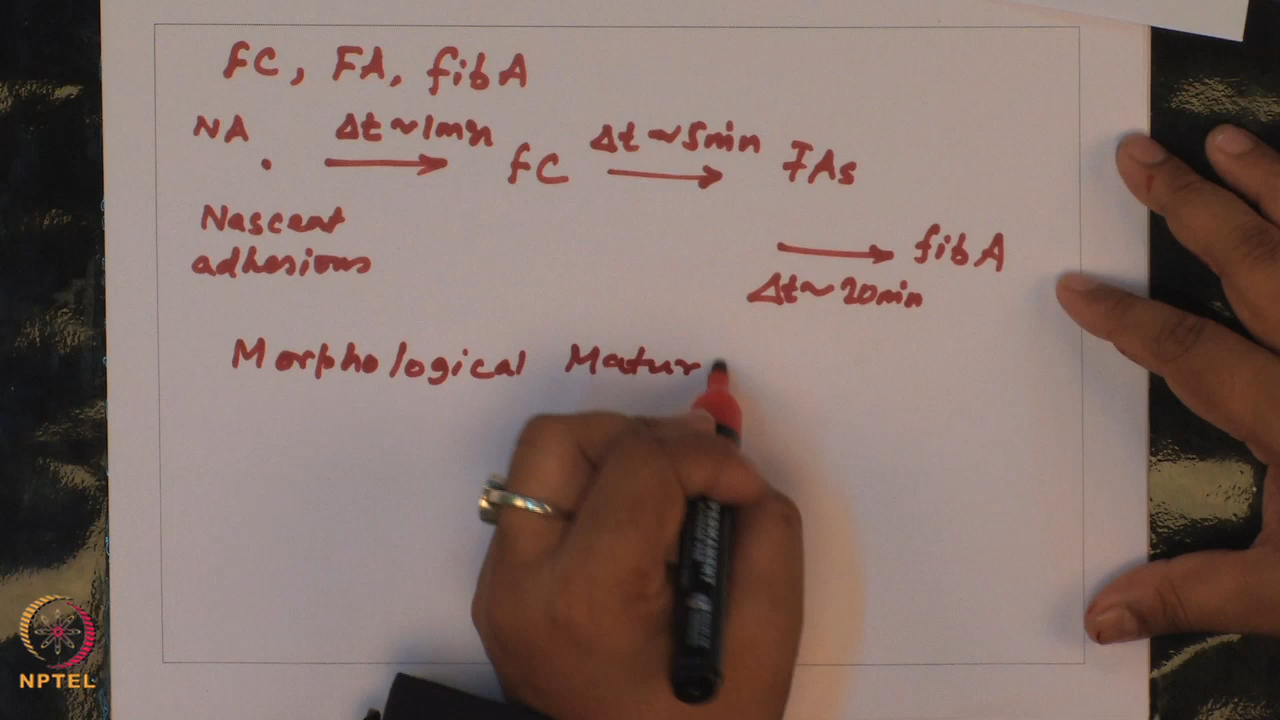 FC, FA, fibA
NA . Δt~1min → FC Δt~5min → FAs
Nascent
adhesions
→ fibA
Δt~20min
Morphological Matur
NPTEL